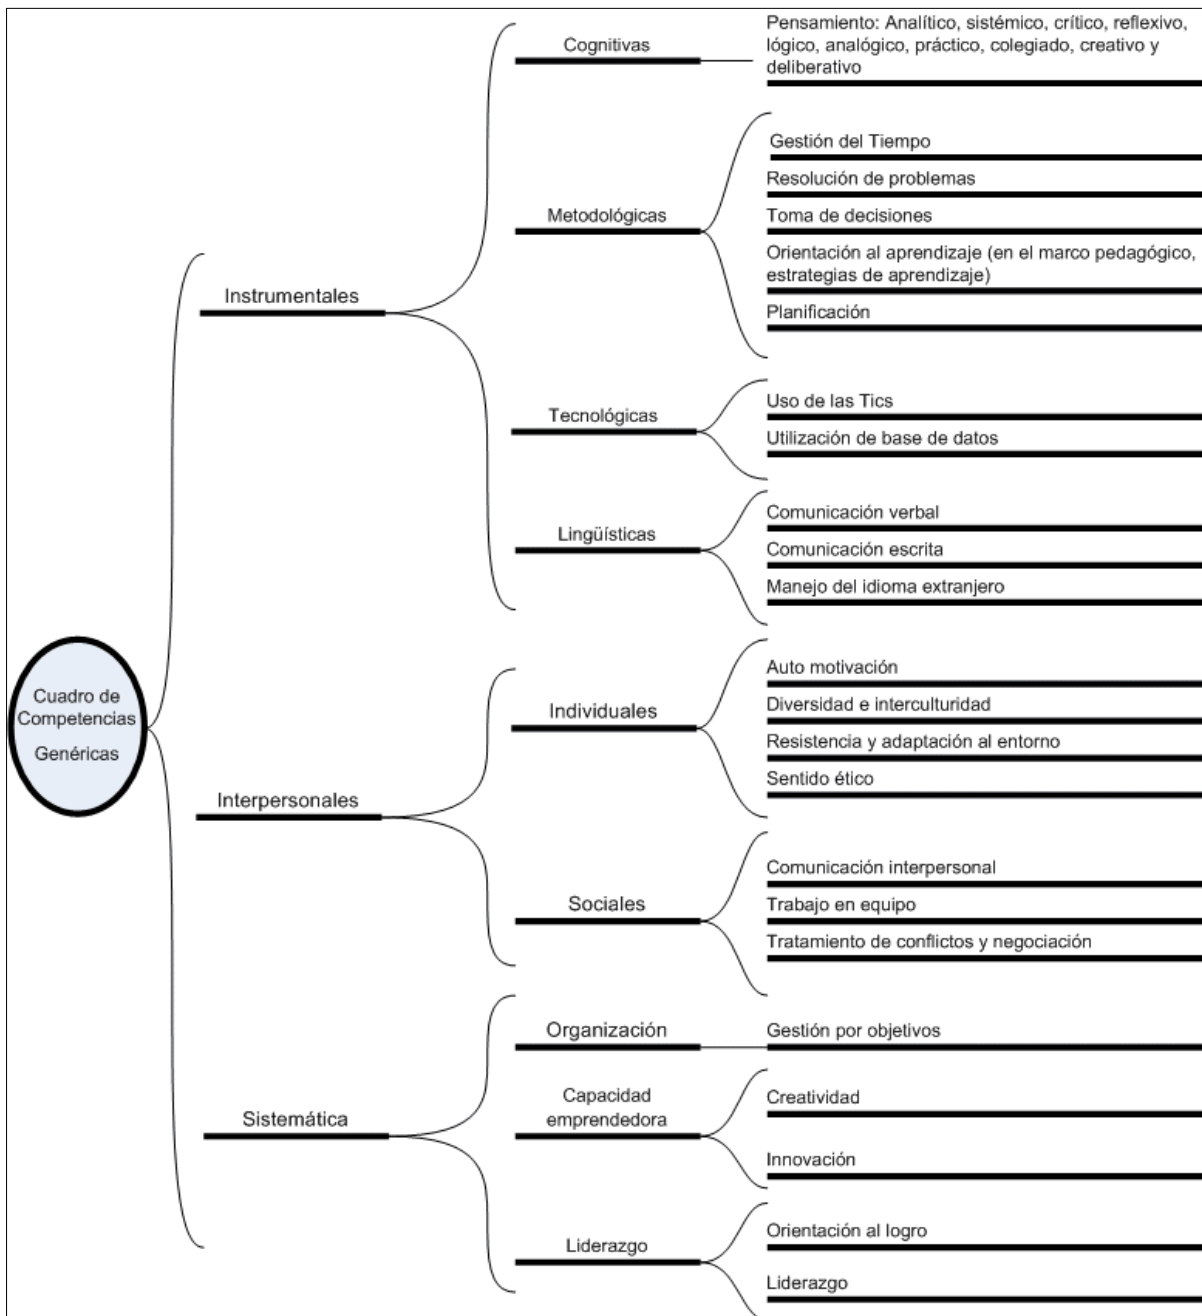 Cuadro de
Competencias
Genéricas
Instrumentales
Cognitivas
Pensamiento: Analítico, sistémico, crítico, reflexivo,
lógico, analógico, práctico, colegiado, creativo y
deliberativo
Metodológicas
Gestión del Tiempo
Resolución de problemas
Toma de decisiones
Orientación al aprendizaje (en el marco pedagógico,
estrategias de aprendizaje)
Planificación
Tecnológicas
Uso de las Tics
Utilización de base de datos
Lingüísticas
Comunicación verbal
Comunicación escrita
Manejo del idioma extranjero
Interpersonales
Individuales
Auto motivación
Diversidad e interculturidad
Resistencia y adaptación al entorno
Sentido ético
Sociales
Comunicación interpersonal
Trabajo en equipo
Tratamiento de conflictos y negociación
Sistemática
Organización
Gestión por objetivos
Capacidad
emprendedora
Creatividad
Innovación
Liderazgo
Orientación al logro
Liderazgo